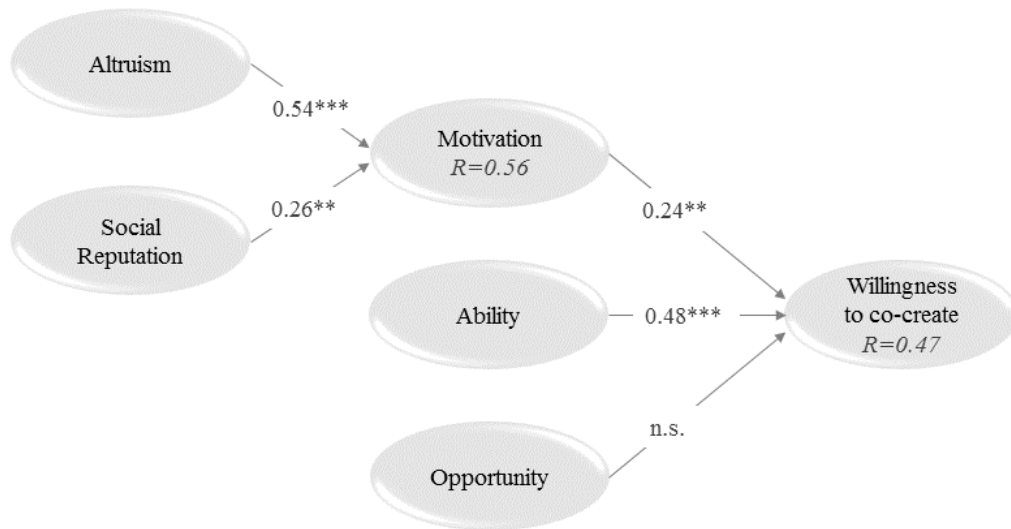 Altruism
0.54***
Motivation
R=0.56
Social
Reputation
0.26**
0.24**
Ability
0.48***
Willingness
to co-create
R=0.47
n.s.
Opportunity